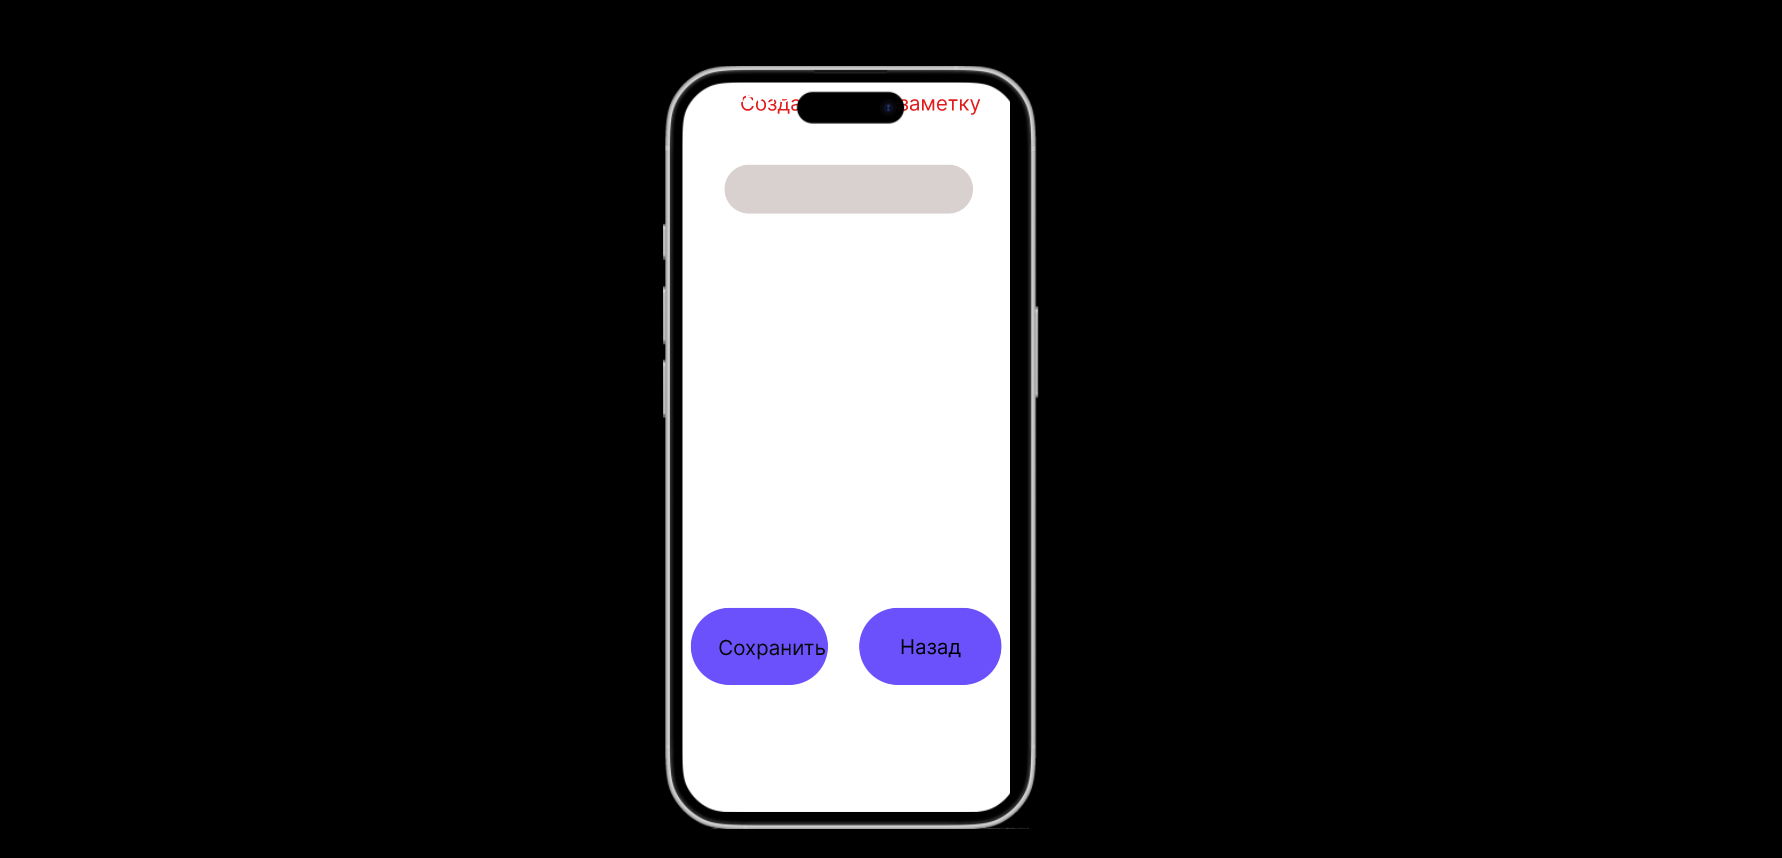 Созда заметку
Сохранить
Назад